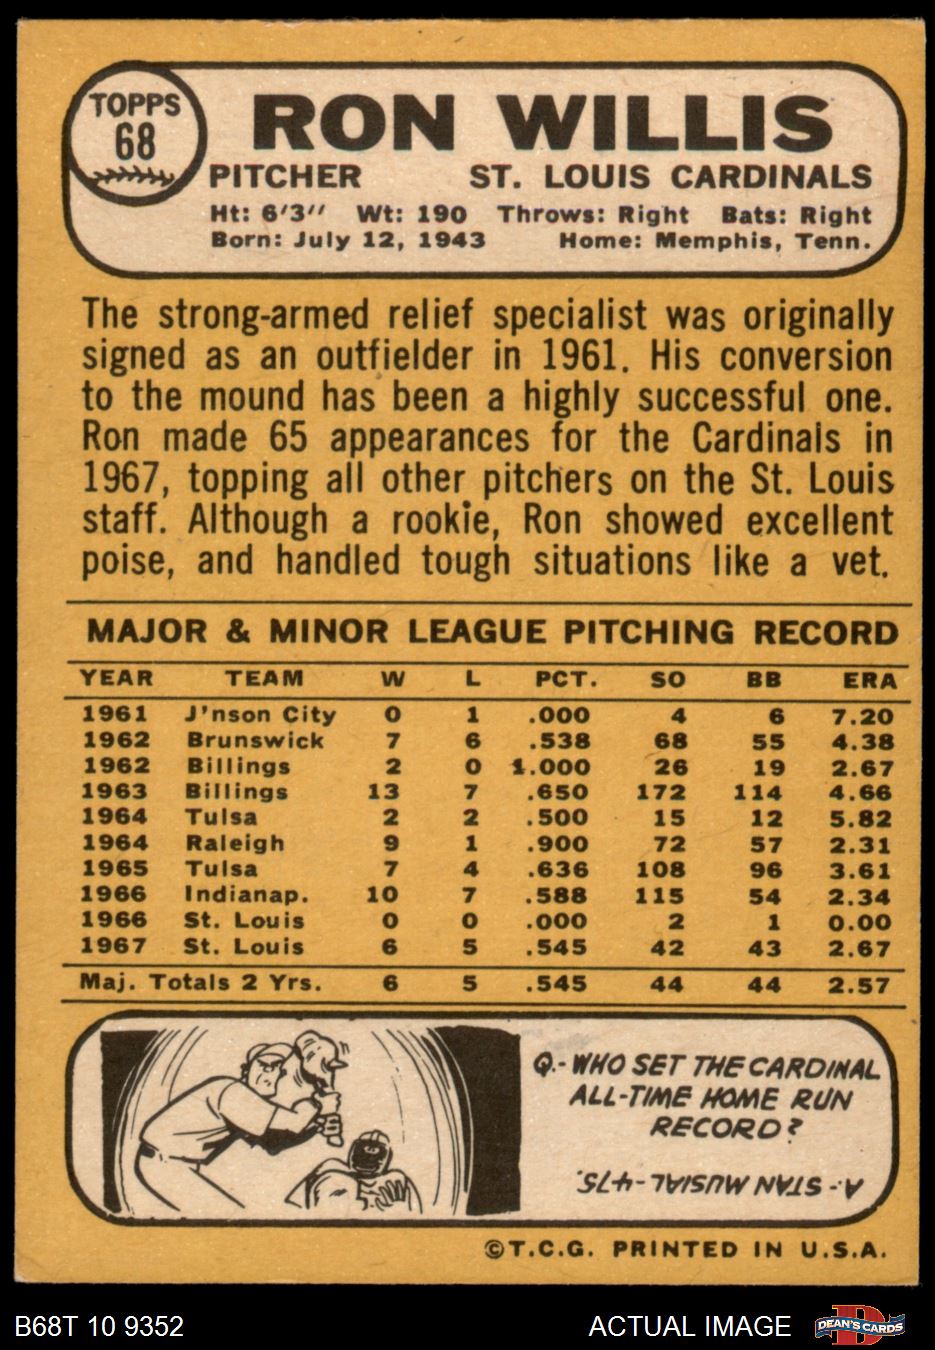 TOPPS
68
RON WILLIS
PITCHER ST. LOUIS CARDINALS
Ht: 6'3" Wt: 190 Throws: Right Bats: Right
Born: July 12, 1943 Home: Memphis, Tenn.
The strong-armed relief specialist was originally
signed as an outfielder in 1961. His conversion
to the mound has been a highly successful one.
Ron made 65 appearances for the Cardinals in
1967, topping all other pitchers on the St. Louis
staff. Although a rookie, Ron showed excellent
poise, and handled tough situations like a vet.
MAJOR & MINOR LEAGUE PITCHING RECORD
YEAR TEAM W L PCT. SO BB ERA
1961 J'nson City 0 1 .000 4 6 7.20
1962 Brunswick 7 6 .538 68 55 4.38
1962 Billings 2 0 1.000 26 19 2.67
1963 Billings 13 7 .650 172 114 4.66
1964 Tulsa 2 2 .500 15 12 5.82
1964 Raleigh 9 1 .900 72 57 2.31
1965 Tulsa 7 4 .636 108 96 3.61
1966 Indianap. 10 7 .588 115 54 2.34
1966 St. Louis 0 0 .000 2 1 0.00
1967 St. Louis 6 5 .545 42 43 2.67
Maj. Totals 2 Yrs. 6 5 .545 44 44 2.57
Q.- WHO SET THE CARDINAL
ALL-TIME HOME RUN
RECORD?
A.- STAN MUSIAL - 475.
©T.C.G. PRINTED IN U.S.A.
B68T 10 9352 ACTUAL IMAGE DEAN'S CARDS